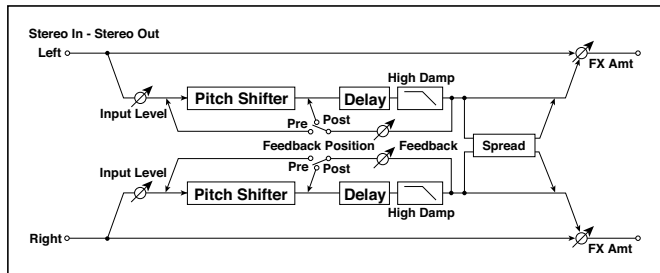 Stereo In - Stereo Out
Left
FX Amt
High Damp
Pitch Shifter
Delay
Input Level
Post
Pre
Feedback Position
Feedback
Spread
Input Level
Pre
Post
Pitch Shifter
Delay
High Damp
Right
FX Amt